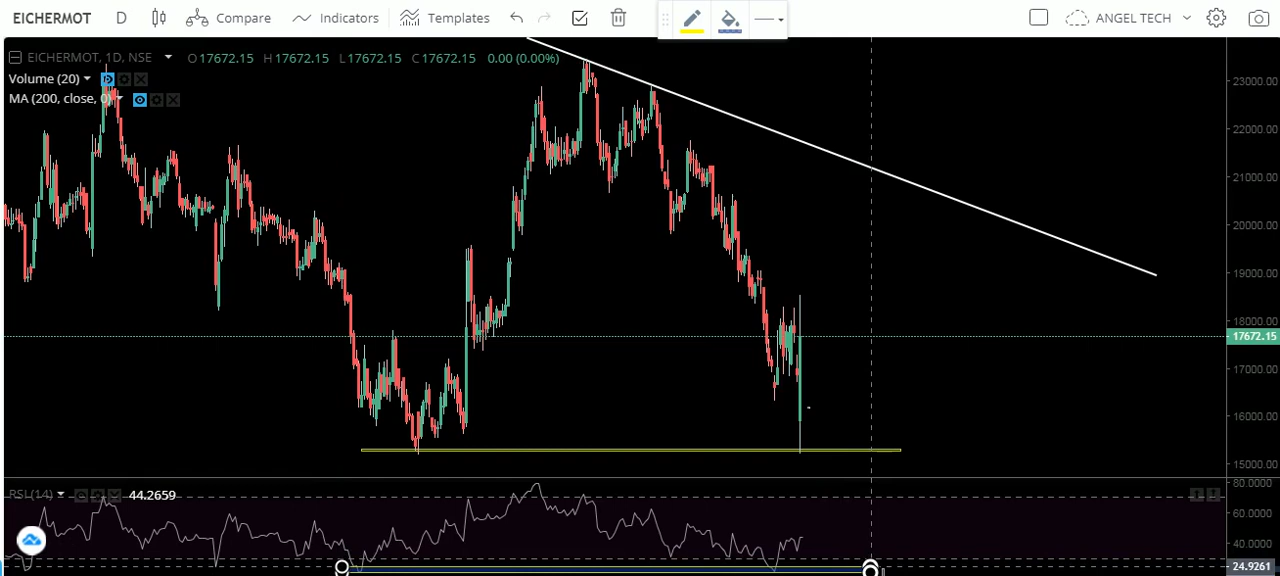 EICHERMOT D Compare Indicators Templates ANGEL TECH
EICHERMOT, 1D, NSE O17672.15 H17672.15 L17672.15 C17672.15 0.00 (0.00%)
Volume (20)
MA (200, close, 0)
23000.00
22000.00
21000.00
20000.00
19000.00
18000.00
17672.15
17000.00
16000.00
15000.00
80.0000
RSI (14) 44.2659
60.0000
40.0000
24.9261